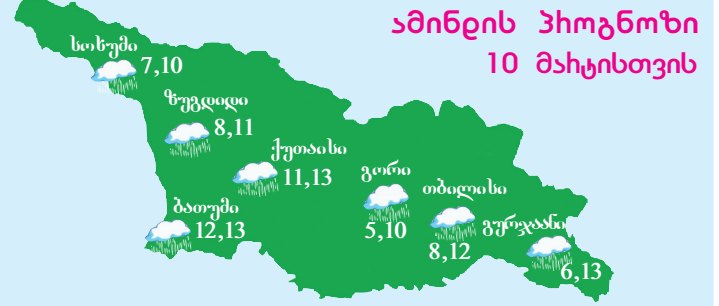 ამინდის პროგნოზი
10 მარტისთვის
სოხუმი
7,10
ზუგდიდი
8,11
ქუთაისი
11,13
გორი
5,10
თბილისი
8,12
ბათუმი
12,13
გურჯაანი
6,13